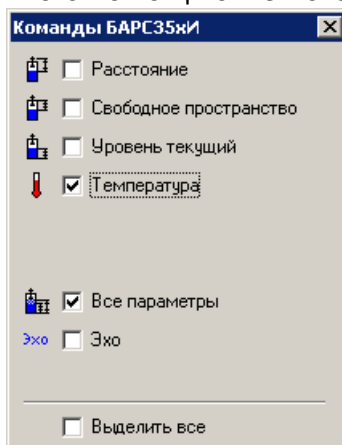 Команды БАРС35хИ
Расстояние
Свободное пространство
Уровень текущий
Температура
Все параметры
Эхо Эхо
Выделить все